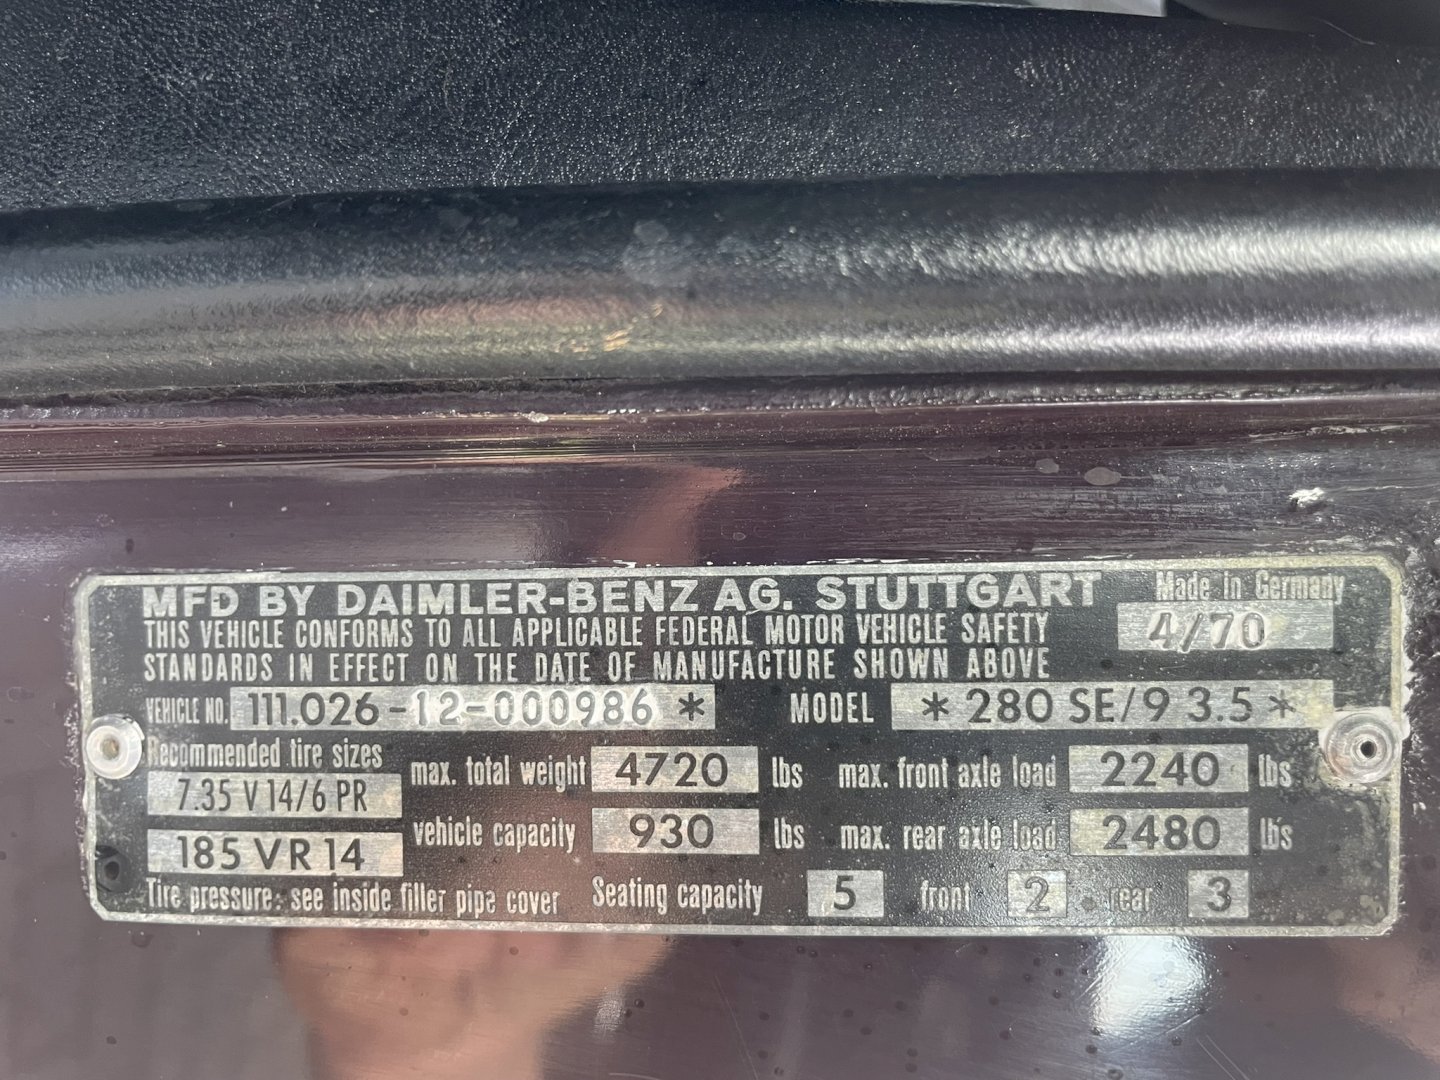 MFD BY DAIMLER-BENZ AG. STUTTGART Made in Germany
THIS VEHICLE CONFORMS TO ALL APPLICABLE FEDERAL MOTOR VEHICLE SAFETY 4/70
STANDARDS IN EFFECT ON THE DATE OF MANUFACTURE SHOWN ABOVE
VEHICLE NO. 111.026-12-000986 * MODEL * 280 SE/9 3.5 *
Recommended tire sizes
7.35 V 14/6 PR
max. total weight 4720 lbs max. front axle load 2240 lbs
185 VR 14
vehicle capacity 930 lbs max. rear axle load 2480 lbs
Tire pressure: see inside filler pipe cover Seating capacity 5 front 2 rear 3